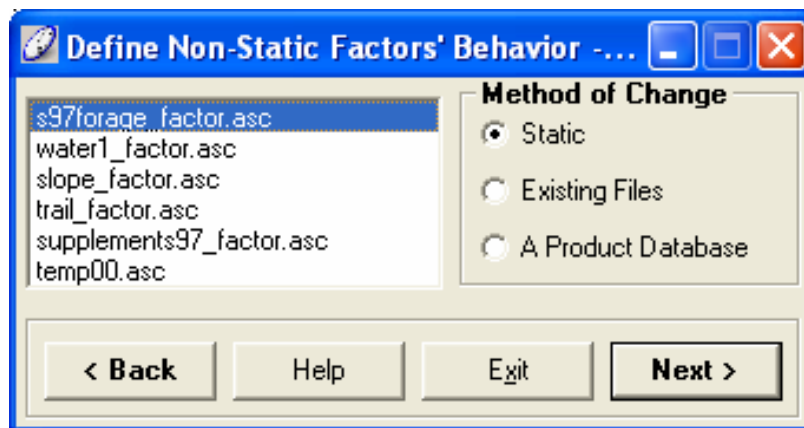 Define Non-Static Factors' Behavior -...
s97forage_factor.asc
water1_factor.asc
slope_factor.asc
trail_factor.asc
supplements97_factor.asc
temp00.asc
Method of Change
Static
Existing Files
A Product Database
< Back Help Exit Next >